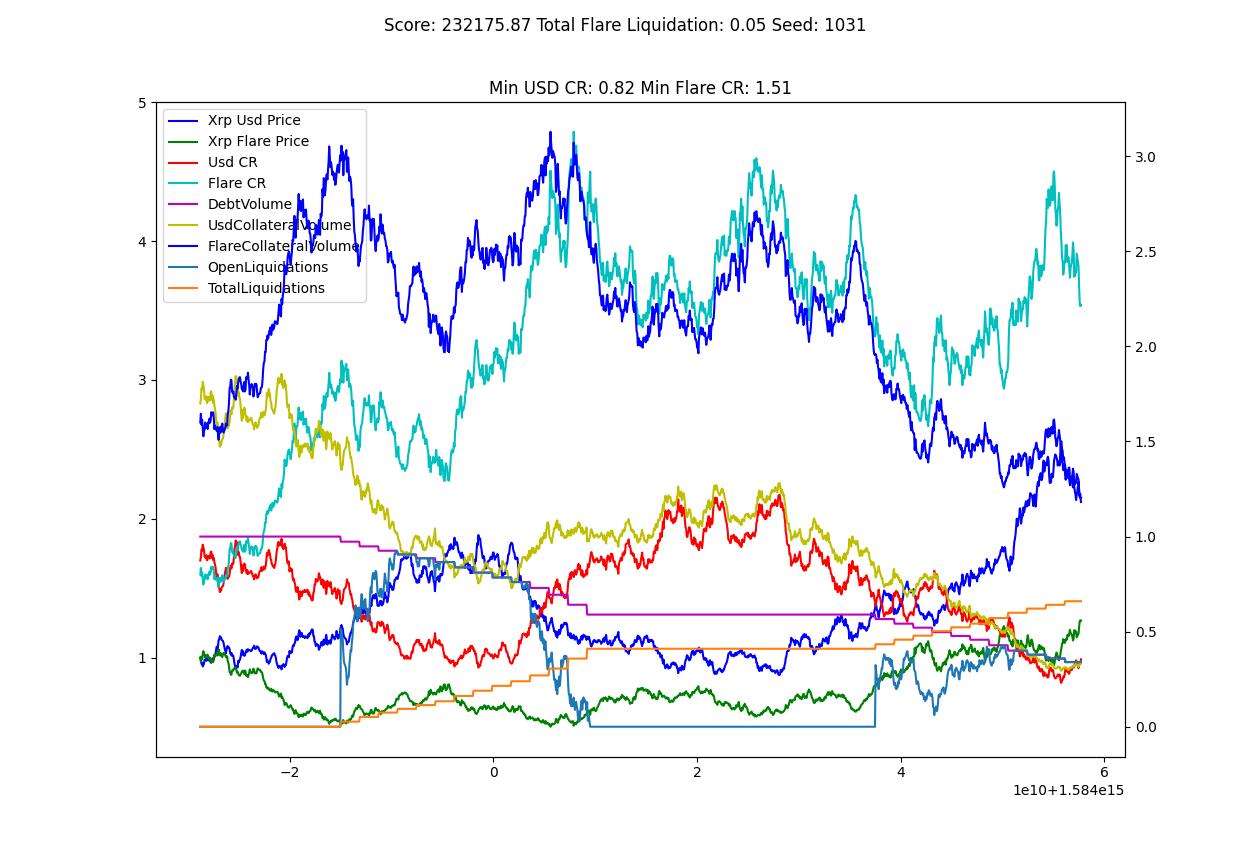 Score: 232175.87 Total Flare Liquidation: 0.05 Seed: 1031
Min USD CR: 0.82 Min Flare CR: 1.51
Xrp Usd Price
Xrp Flare Price
Usd CR
Flare CR
DebtVolume
UsdCollateralVolume
FlareCollateralVolume
OpenLiquidations
TotalLiquidations
5
4
3
2
1
3.0
2.5
2.0
1.5
1.0
0.5
0.0
−2
0
2
4
6
1e10+1.584e15